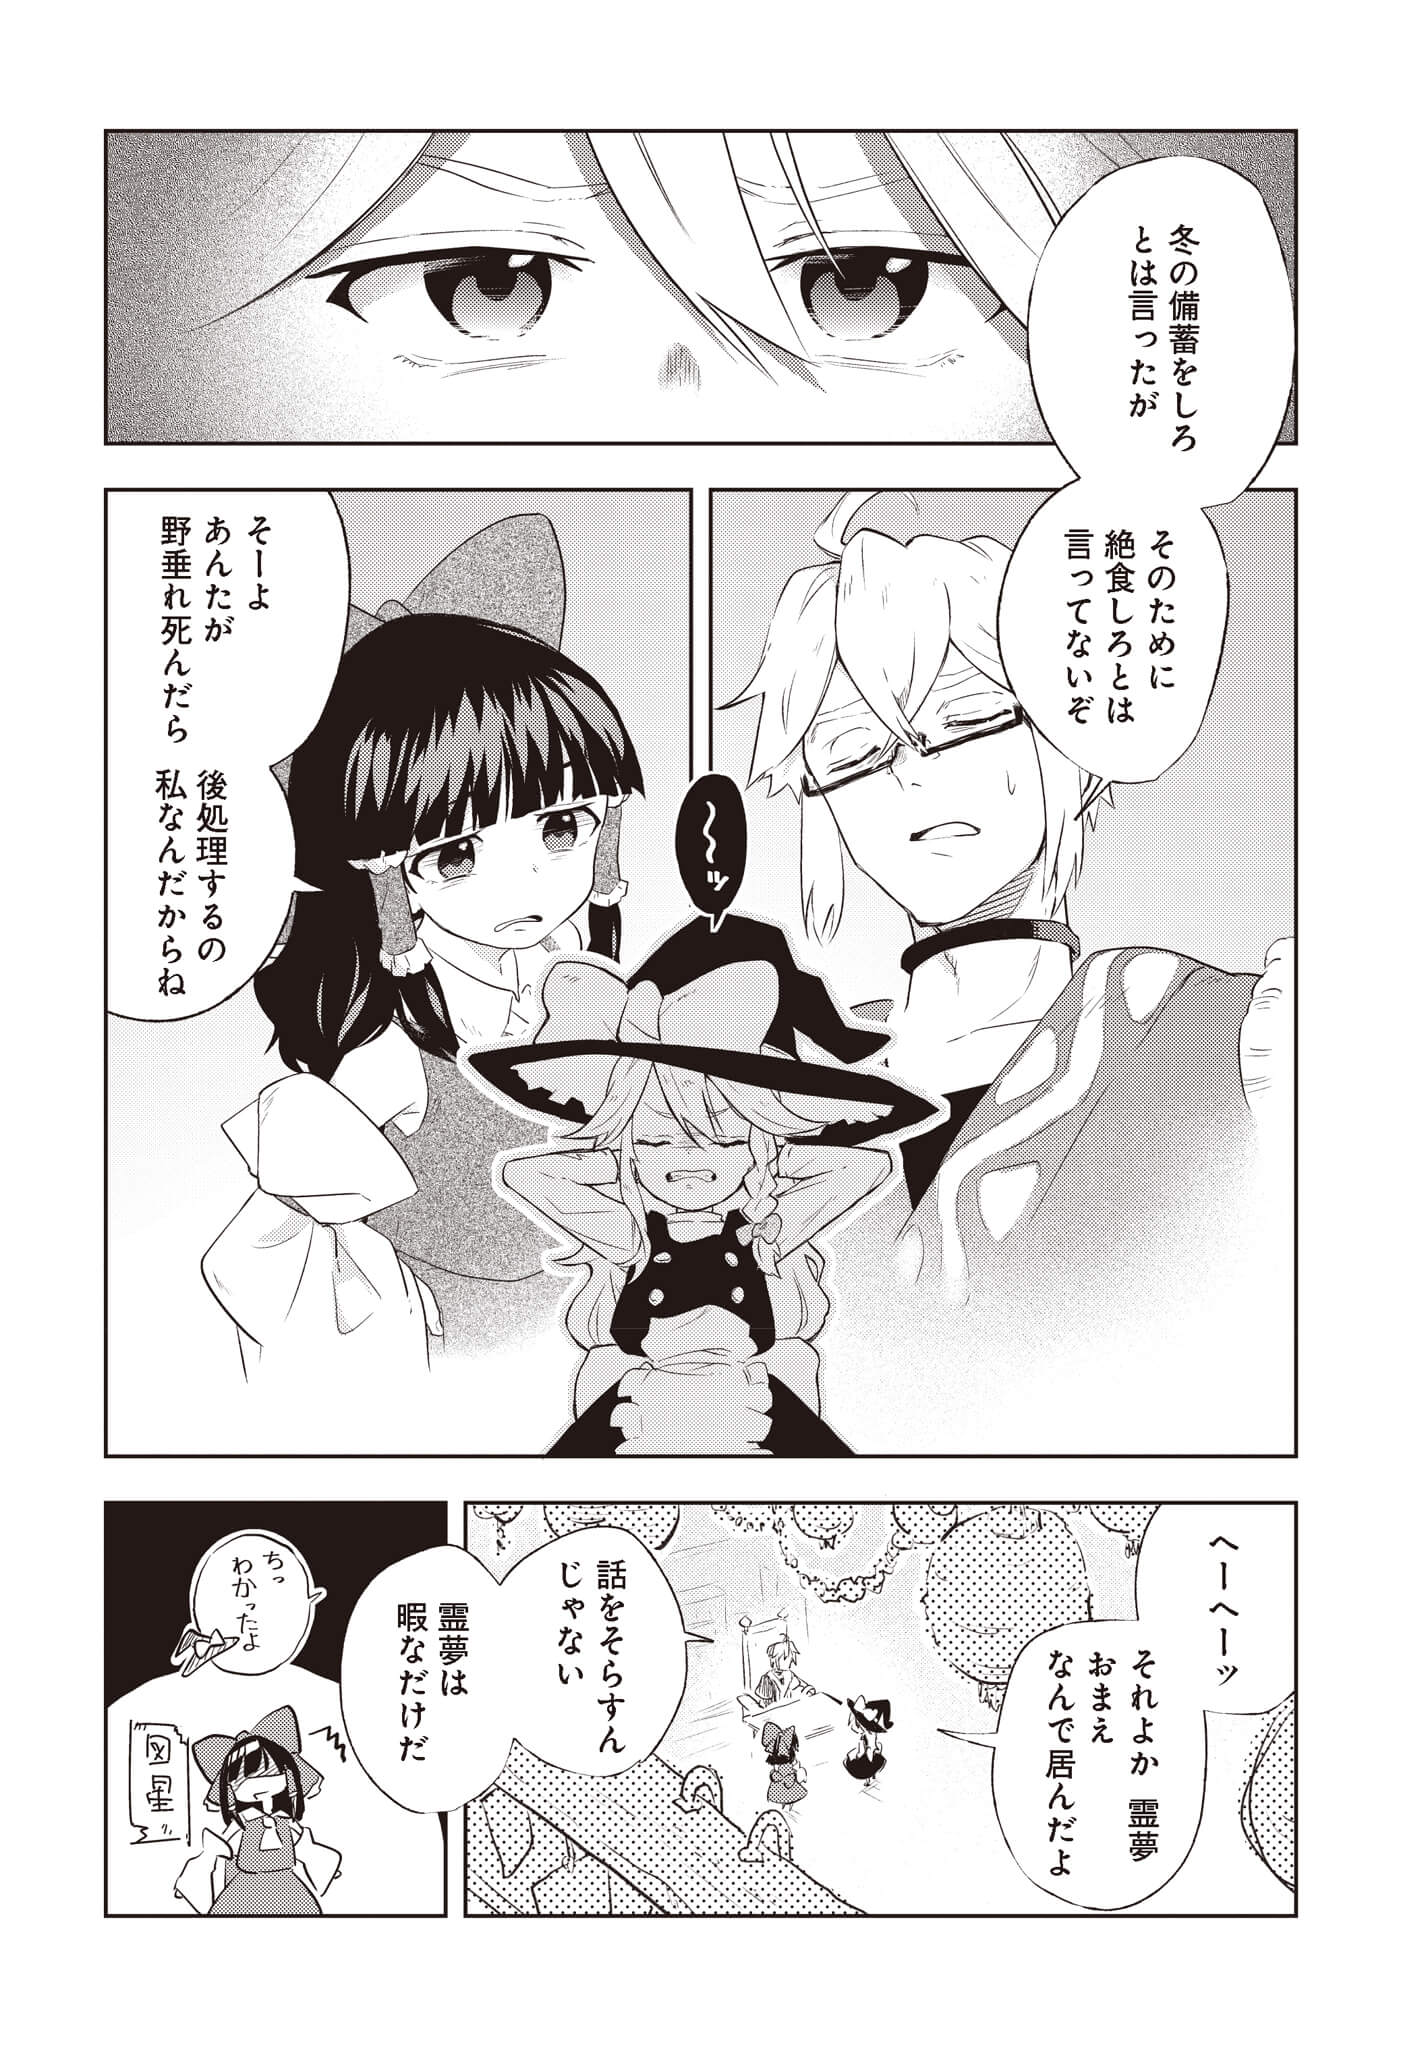 冬の備蓄をしろ
とは言ったが
そのために
絶食しろとは
言ってないぞ
そーよ
あんたが
野垂れ死んだら
後処理するの
私なんだからね
〜〜ッ
へーへーッ
それよか 霊夢
おまえ
なんで居んだよ
話をそらすん
じゃない
霊夢は
暇なだけだ
ちっ
わかったよ
図星